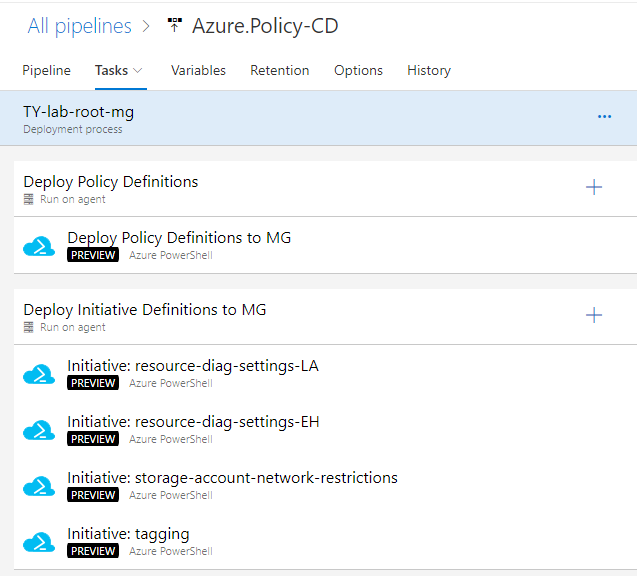 All pipelines > Azure.Policy-CD
Pipeline Tasks Variables Retention Options History
TY-lab-root-mg
Deployment process
Deploy Policy Definitions
Run on agent
Deploy Policy Definitions to MG
PREVIEW Azure PowerShell
Deploy Initiative Definitions to MG
Run on agent
Initiative: resource-diag-settings-LA
PREVIEW Azure PowerShell
Initiative: resource-diag-settings-EH
PREVIEW Azure PowerShell
Initiative: storage-account-network-restrictions
PREVIEW Azure PowerShell
Initiative: tagging
PREVIEW Azure PowerShell